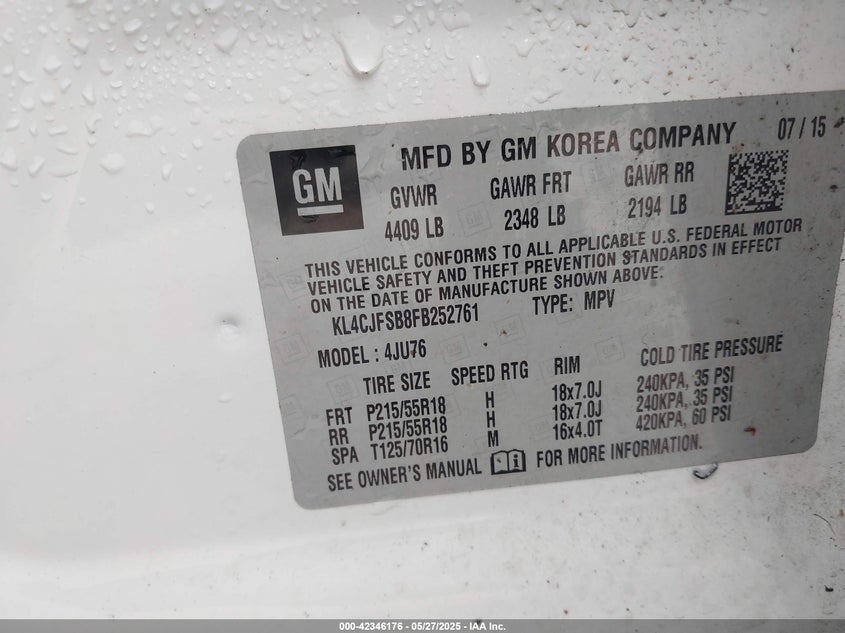 MFD BY GM KOREA COMPANY 07 / 15
GM
GVWR GAWR FRT GAWR RR
4409 LB 2348 LB 2194 LB
THIS VEHICLE CONFORMS TO ALL APPLICABLE U.S. FEDERAL MOTOR
VEHICLE SAFETY AND THEFT PREVENTION STANDARDS IN EFFECT
ON THE DATE OF MANUFACTURE SHOWN ABOVE.
KL4CJFSB8FB252761 TYPE: MPV
MODEL : 4JU76
TIRE SIZE SPEED RTG RIM COLD TIRE PRESSURE
FRT P215/55R18 H 18x7.0J 240KPA, 35 PSI
RR P215/55R18 H 18x7.0J 240KPA, 35 PSI
SPA T125/70R16 M 16x4.0T 420KPA, 60 PSI
SEE OWNER'S MANUAL FOR MORE INFORMATION.
000-42346176 — 05/27/2025 — IAA Inc.